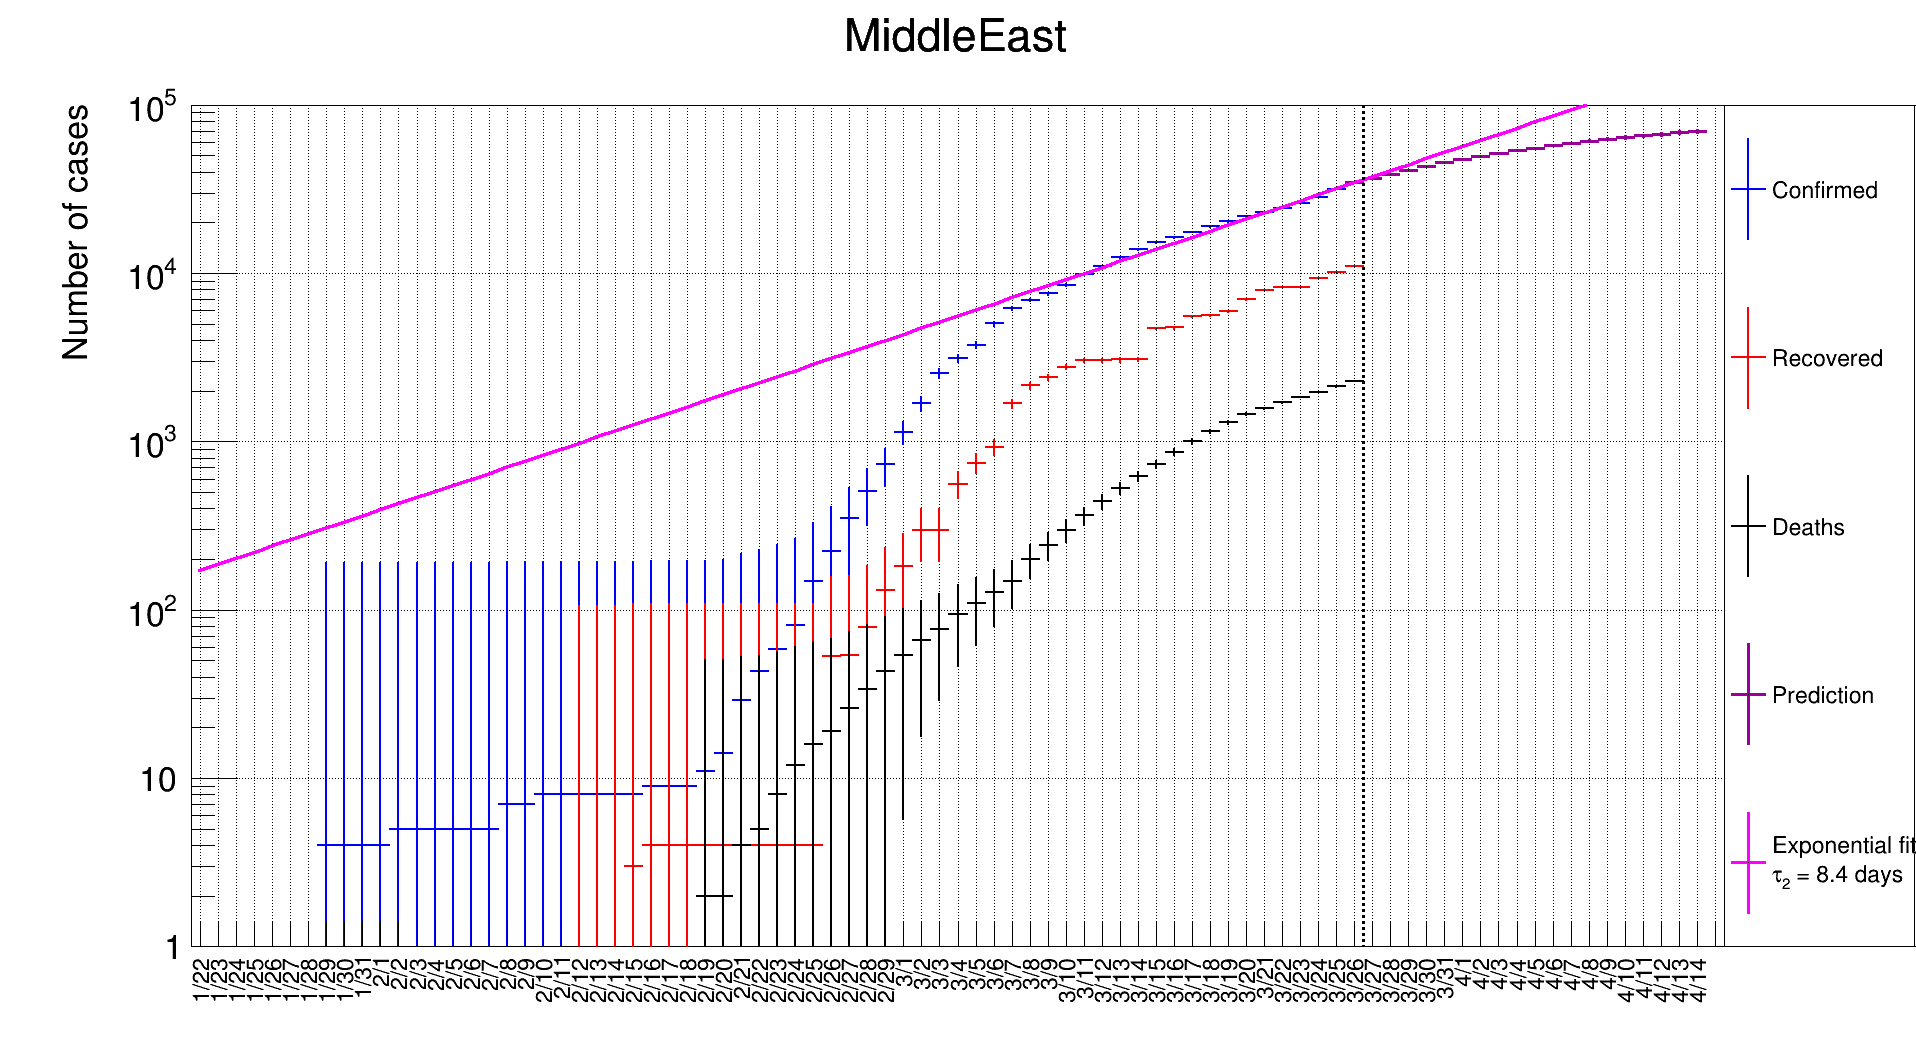 MiddleEast
Number of cases
10^5
10^4
10^3
10^2
10
1
1/22 1/23 1/24 1/25 1/26 1/27 1/28 1/29 1/30 1/31 2/1 2/2 2/3 2/4 2/5 2/6 2/7 2/8 2/9 2/10 2/11 2/12 2/13 2/14 2/15 2/16 2/17 2/18 2/19 2/20 2/21 2/22 2/23 2/24 2/25 2/26 2/27 2/28 2/29 3/1 3/2 3/3 3/4 3/5 3/6 3/7 3/8 3/9 3/10 3/11 3/12 3/13 3/14 3/15 3/16 3/17 3/18 3/19 3/20 3/21 3/22 3/23 3/24 3/25 3/26 3/27 3/28 3/29 3/30 3/31 4/1 4/2 4/3 4/4 4/5 4/6 4/7 4/8 4/9 4/10 4/11 4/12 4/13 4/14
Confirmed
Recovered
Deaths
Prediction
Exponential fit
τ₂ = 8.4 days